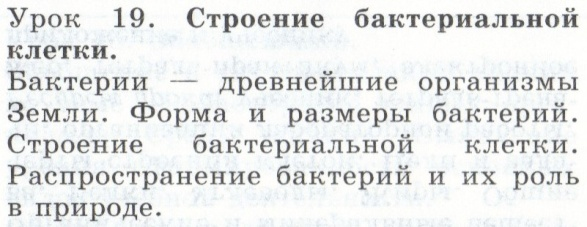 Урок 19. Строение бактериальной
клетки.
Бактерии — древнейшие организмы
Земли. Форма и размеры бактерий.
Строение бактериальной клетки.
Распространение бактерий и их роль
в природе.